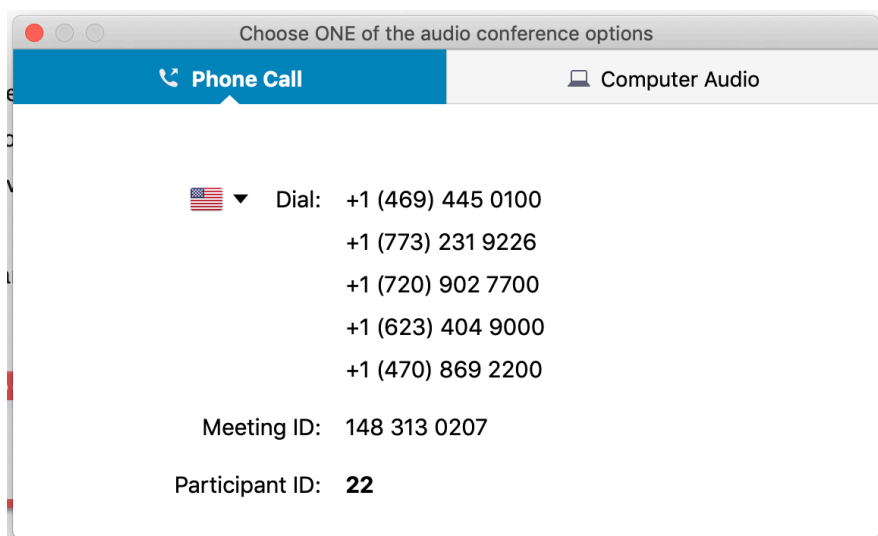 Choose ONE of the audio conference options
Phone Call
Computer Audio
Dial: +1 (469) 445 0100
+1 (773) 231 9226
+1 (720) 902 7700
+1 (623) 404 9000
+1 (470) 869 2200
Meeting ID: 148 313 0207
Participant ID: 22